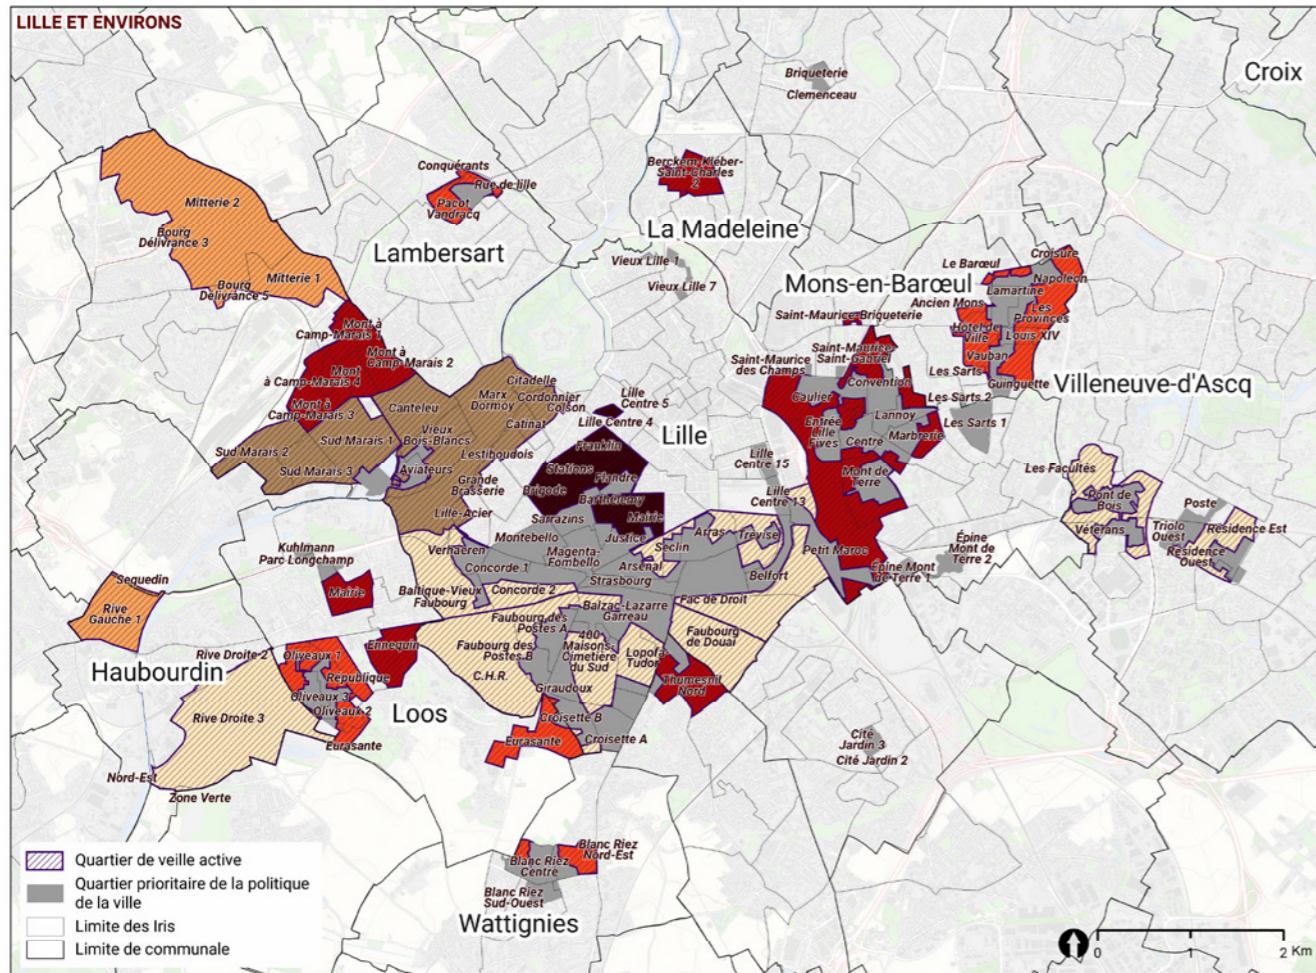 LILLE ET ENVIRONS
Croix
Briqueterie
Clemenceau
Conquérants
Rue de lille
Pacot
Vandracq
Berckem-Kléber-
Saint-Charles
2
Mitterie 2
Bourg
Délivrance 3
Mitterie 1
Bourg
Délivrance 5
Lambersart
La Madeleine
Vieux Lille 1
Vieux Lille 7
Mons-en-Barœul
Le Barœul
Croisure
Napoléon
Lamartine
Ancien Mons
Les
Provinces
Hotel de
Ville
Louis XIV
Vauban
Les Sarts
Guinguette
Villeneuve-d'Ascq
Saint-Maurice-Briqueterie
Saint-Maurice-
Saint-Gabriel
Saint-Maurice
des Champs
Convention
Caulier
Les Sarts 2
Lannoy
Les Sarts 1
Entrée
Lille
Fives
Centre
Marbrerie
Mont de
Terre
Mont à
Camp-Marais 1
Mont à
Camp-Marais 2
Mont
à Camp-Marais 4
Mont à
Camp-Marais 3
Citadelle
Marx
Dormoy
Cordonnier
Colson
Canteleu
Catinat
Vieux
Bois-Blancs
Lestiboudois
Sud Marais 1
Sud Marais 2
Sud Marais 3
Aviateurs
Grande
Brasserie
Lille-Acier
Lille
Centre 5
Lille Centre 4
Lille
Franklin
Stations
Flandre
Brigode
Barthélemy
Mairie
Lille
Centre 15
Lille
Centre 13
Sarrazins
Montebello
Justice
Arras
Trévise
Verhaeren
Magenta-
Fombello
Seclin
Arsenal
Concorde 1
Strasbourg
Belfort
Petit Maroc
Épine
Mont de
Terre 2
Épine Mont
de Terre 1
Les Facultés
Pont de
Bois
Vétérans
Poste
Triolo
Ouest
Résidence Est
Résidence
Ouest
Kuhlmann
Parc Longchamp
Mairie
Baltique-Vieux
Faubourg
Concorde 2
Balzac-Lazarre
Garreau
Fac de Droit
Faubourg des
Postes A
Faubourg des
Postes B
400
Maisons-
Cimetière
du Sud
Lopofa
Tudor
Faubourg
de Douai
C.H.R.
Giraudoux
Thumesnil
Nord
Sequedin
Rive
Gauche 1
Haubourdin
Rive Droite 2
Oliveaux 1
République
Ennequin
Oliveaux 3
Oliveaux 2
Rive Droite 3
Eurasante
Loos
Croisette B
Eurasante
Croisette A
Nord-Est
Zone Verte
Cité
Jardin 3
Cité Jardin 2
Blanc Riez
Nord-Est
Blanc Riez
Centre
Blanc Riez
Sud-Ouest
Wattignies
Quartier de veille active
Quartier prioritaire de la politique
de la ville
Limite des Iris
Limite de communale
0 1 2 Km